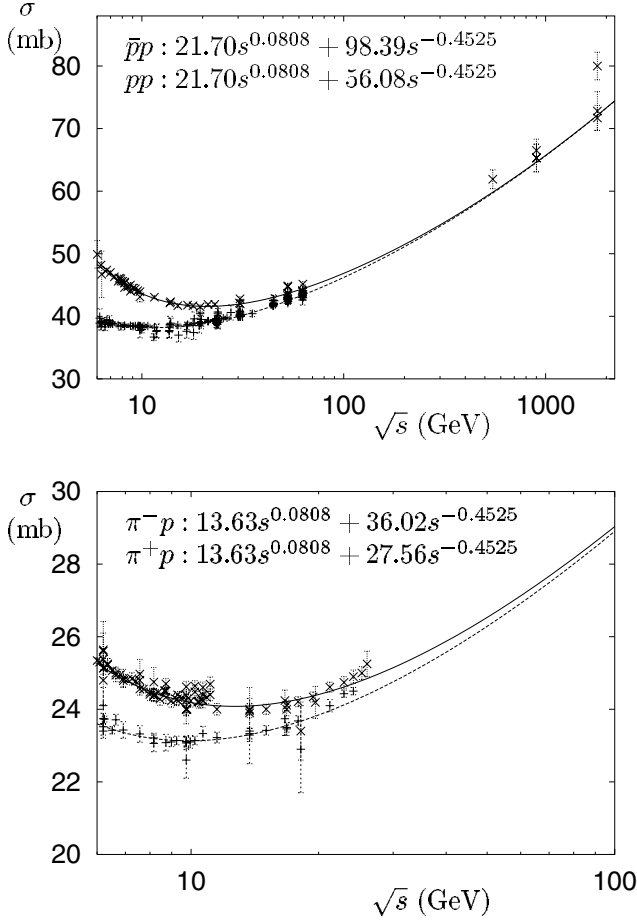 σ
(mb)
p̄p : 21.70s^0.0808 + 98.39s^−0.4525
pp : 21.70s^0.0808 + 56.08s^−0.4525
80
70
60
50
40
30
10 100 1000
√s (GeV)
σ
(mb)
π⁻p : 13.63s^0.0808 + 36.02s^−0.4525
π⁺p : 13.63s^0.0808 + 27.56s^−0.4525
30
28
26
24
22
20
10 100
√s (GeV)